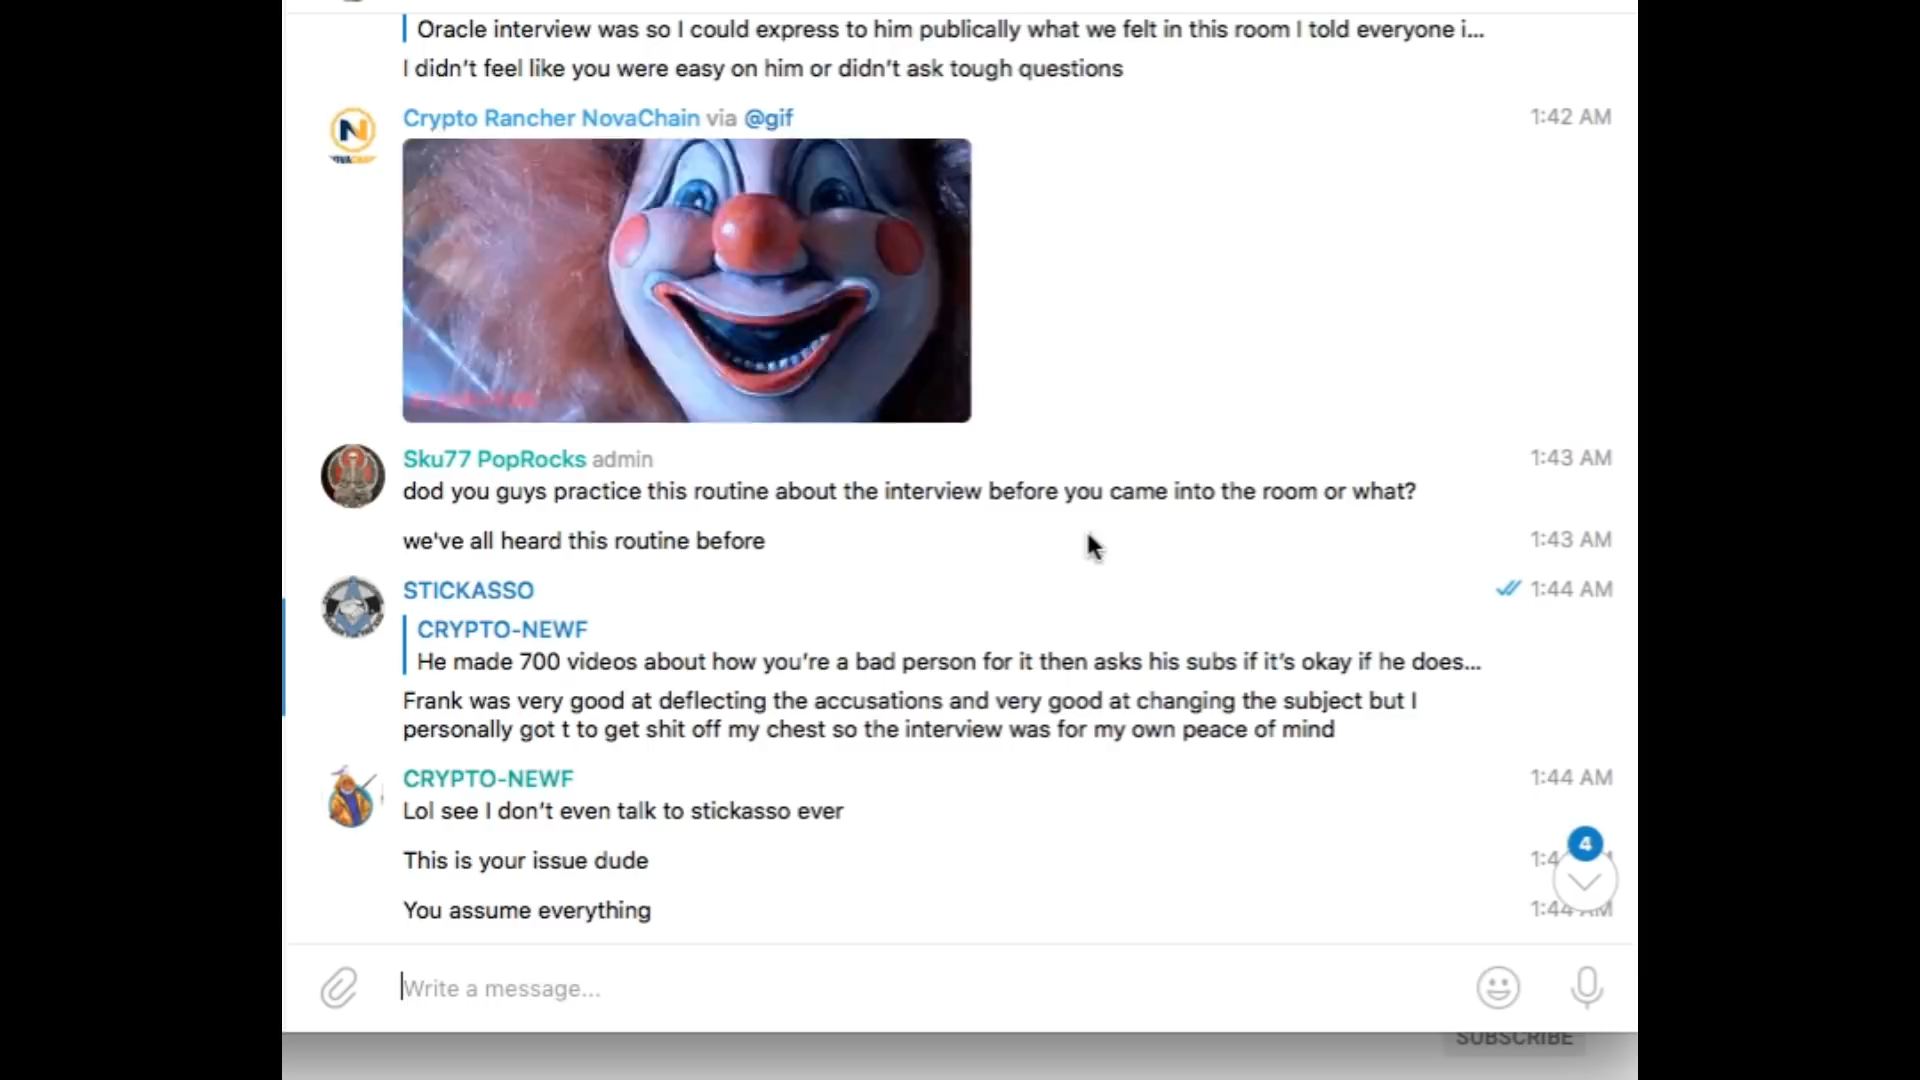 Oracle interview was so I could express to him publically what we felt in this room I told everyone i...
I didn't feel like you were easy on him or didn't ask tough questions
Crypto Rancher NovaChain via @gif
1:42 AM
Sku77 PopRocks admin
1:43 AM
dod you guys practice this routine about the interview before you came into the room or what?
we've all heard this routine before
1:43 AM
STICKASSO
1:44 AM
CRYPTO-NEWF
He made 700 videos about how you're a bad person for it then asks his subs if it's okay if he does...
Frank was very good at deflecting the accusations and very good at changing the subject but I
personally got t to get shit off my chest so the interview was for my own peace of mind
CRYPTO-NEWF
1:44 AM
Lol see I don't even talk to stickasso ever
4
This is your issue dude
You assume everything
1:44 AM
Write a message...
SUBSCRIBE